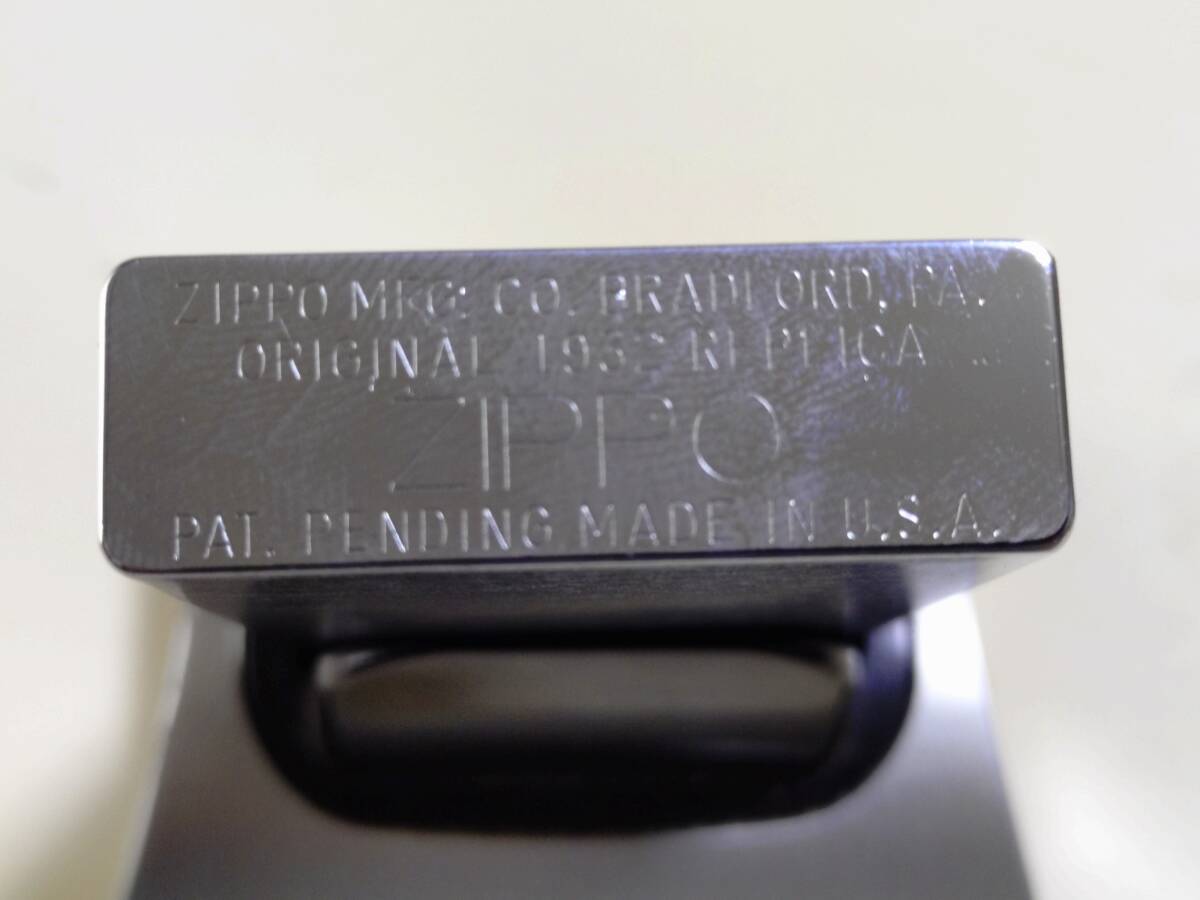 ZIPPO MFG. CO. BRADFORD, PA.
ORIGINAL 1932 REPLICA
ZIPPO
PAT. PENDING MADE IN U.S.A.